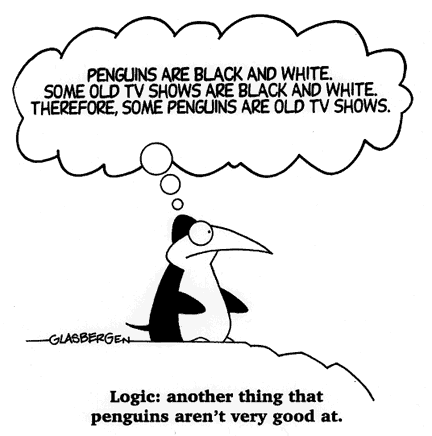 PENGUINS ARE BLACK AND WHITE.
SOME OLD TV SHOWS ARE BLACK AND WHITE.
THEREFORE, SOME PENGUINS ARE OLD TV SHOWS.
GLASBERGEN
Logic: another thing that
penguins aren't very good at.